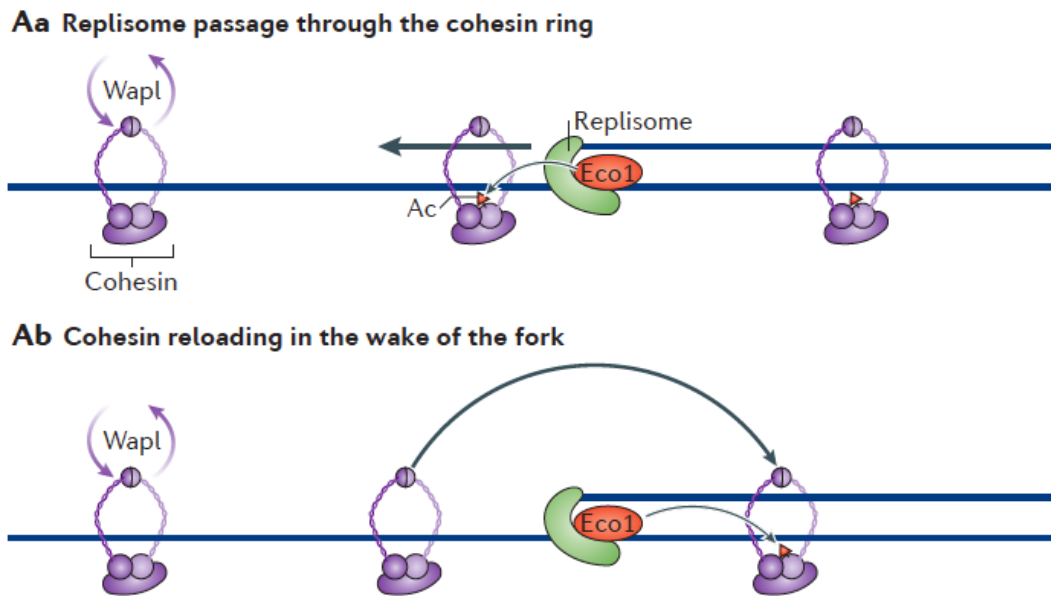 Aa Replisome passage through the cohesin ring
Wapl
Replisome
Eco1
Ac
Cohesin
Ab Cohesin reloading in the wake of the fork
Wapl
Eco1